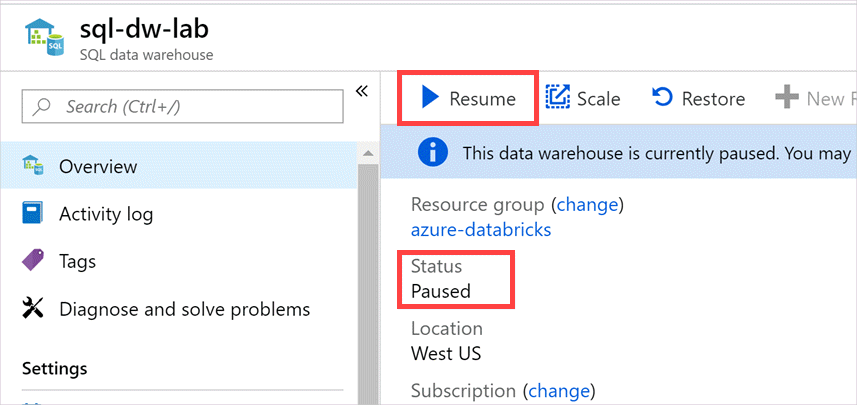 sql-dw-lab
SQL data warehouse
SQL
Search (Ctrl+/)
«
Overview
Activity log
Tags
Diagnose and solve problems
Settings
Resume
Scale
Restore
New
This data warehouse is currently paused. You may
Resource group (change)
azure-databricks
Status
Paused
Location
West US
Subscription (change)